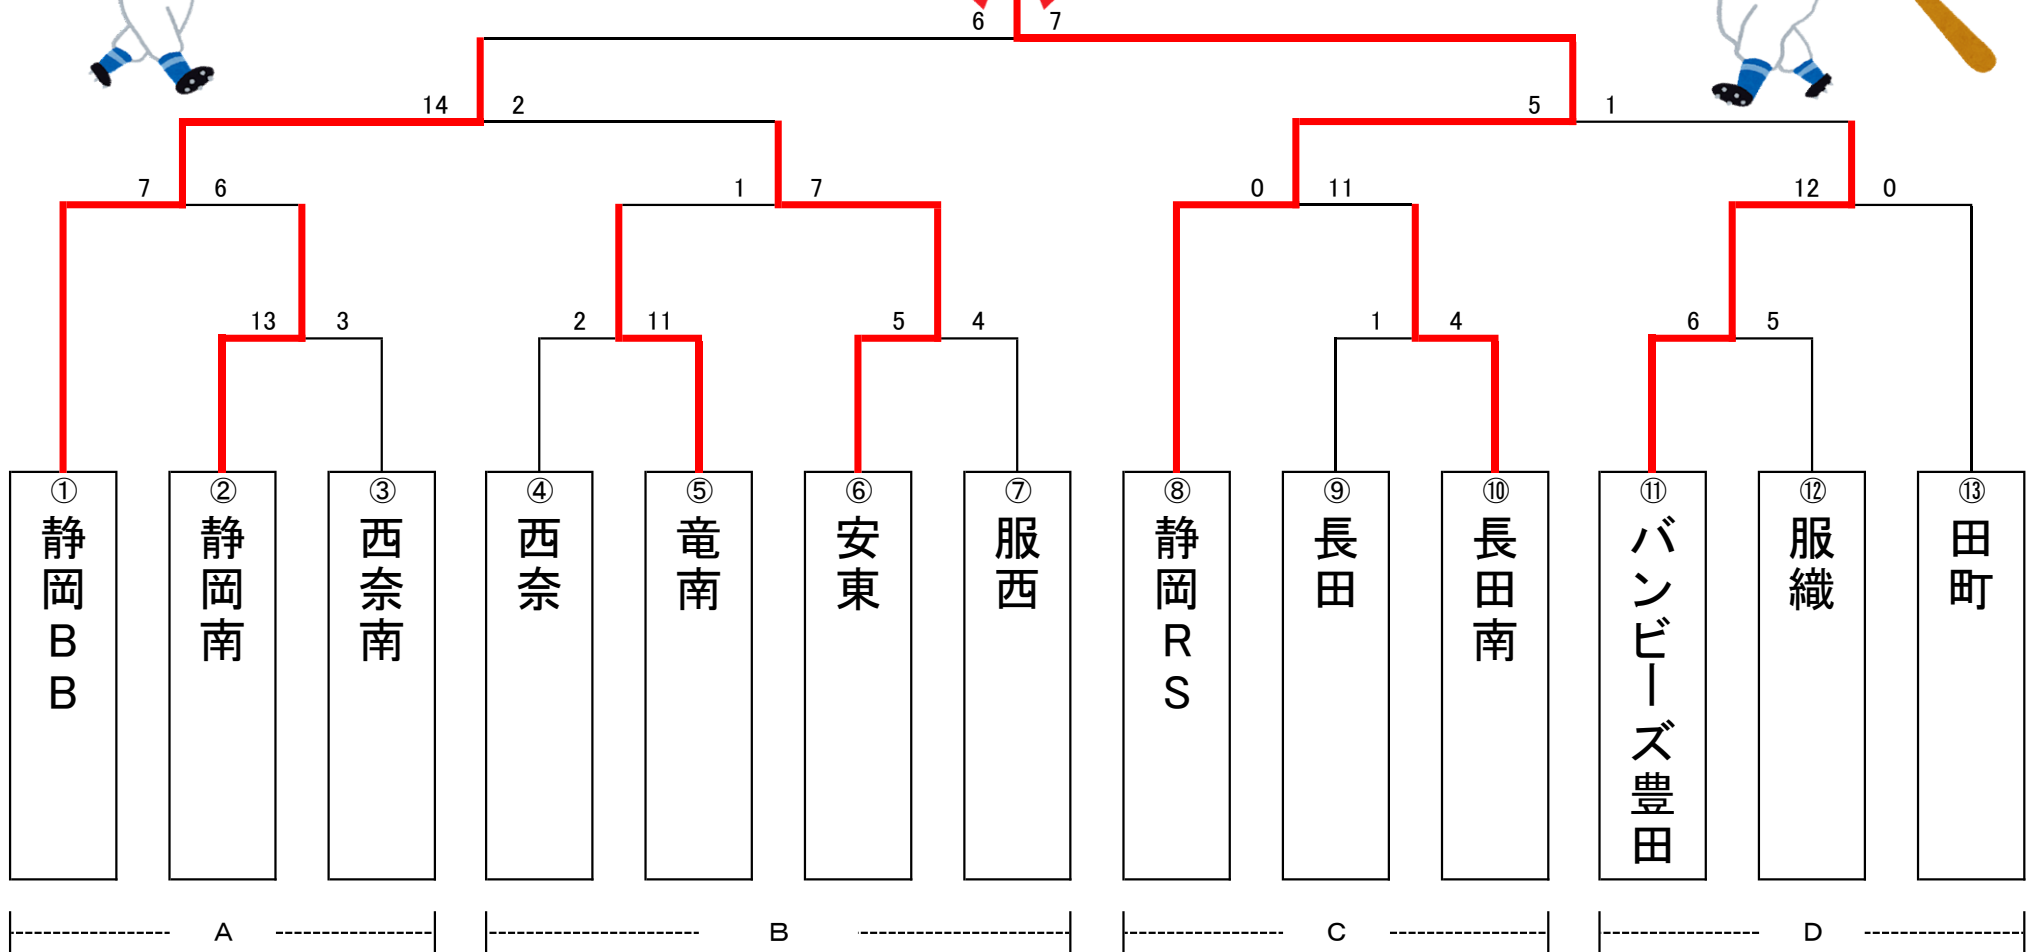 6 7
14 2 5 1
7 6 1 7 0 11 12 0
13 3 2 11 5 4 1 4 6 5
① ② ③ ④ ⑤ ⑥ ⑦ ⑧ ⑨ ⑩ ⑪ ⑫ ⑬
静岡BB
静岡南
西奈南
西奈
竜南
安東
服西
静岡RS
長田
長田南
バンビーズ豊田
服織
田町
A B C D